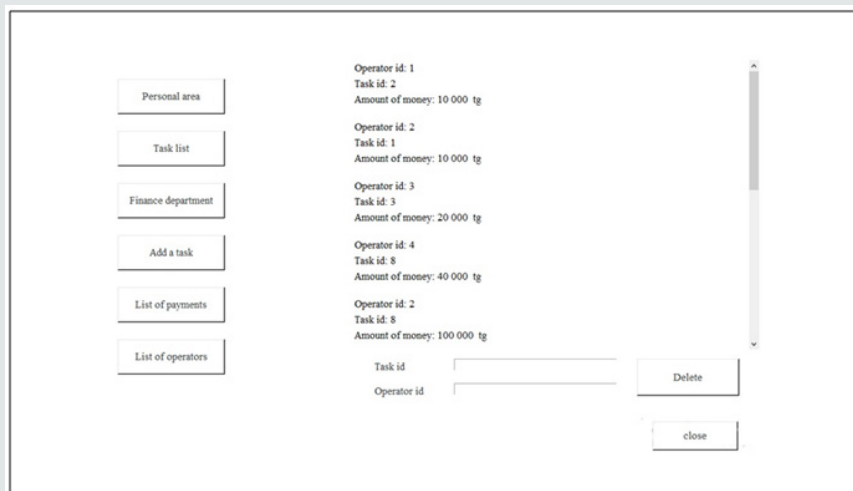 Personal area
Task list
Finance department
Add a task
List of payments
List of operators
Operator id: 1
Task id: 2
Amount of money: 10 000 tg
Operator id: 2
Task id: 1
Amount of money: 10 000 tg
Operator id: 3
Task id: 3
Amount of money: 20 000 tg
Operator id: 4
Task id: 8
Amount of money: 40 000 tg
Operator id: 2
Task id: 8
Amount of money: 100 000 tg
Task id
Operator id
Delete
close